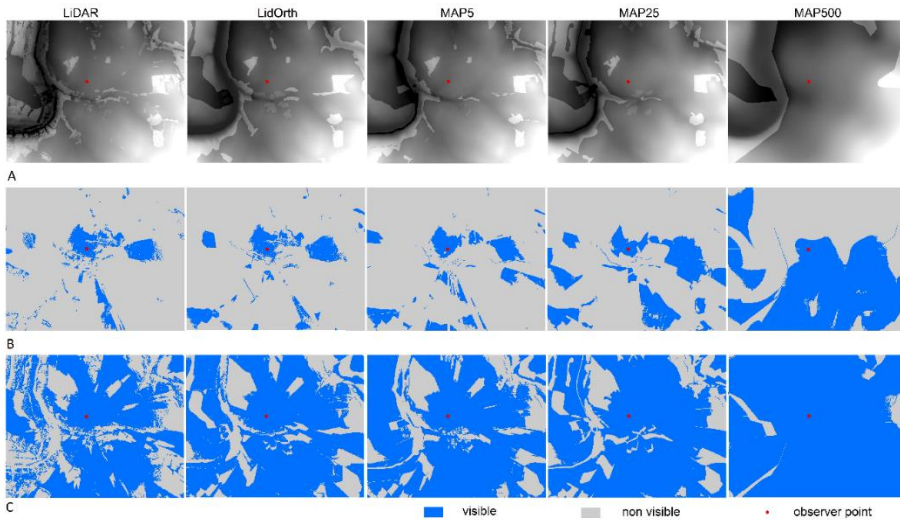 LiDAR LidOrth MAP5 MAP25 MAP500
A
B
C
visible non visible observer point